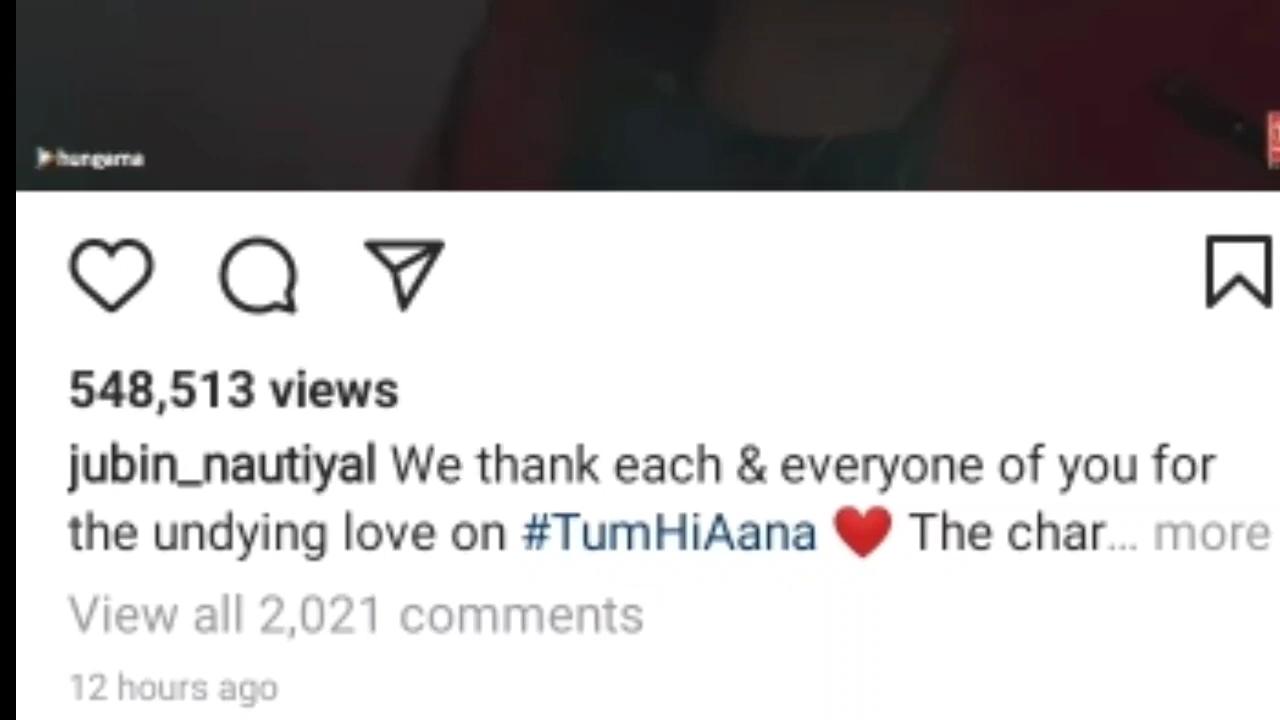 hungama
548,513 views
jubin_nautiyal We thank each & everyone of you for
the undying love on #TumHiAana ❤️ The char... more
View all 2,021 comments
12 hours ago